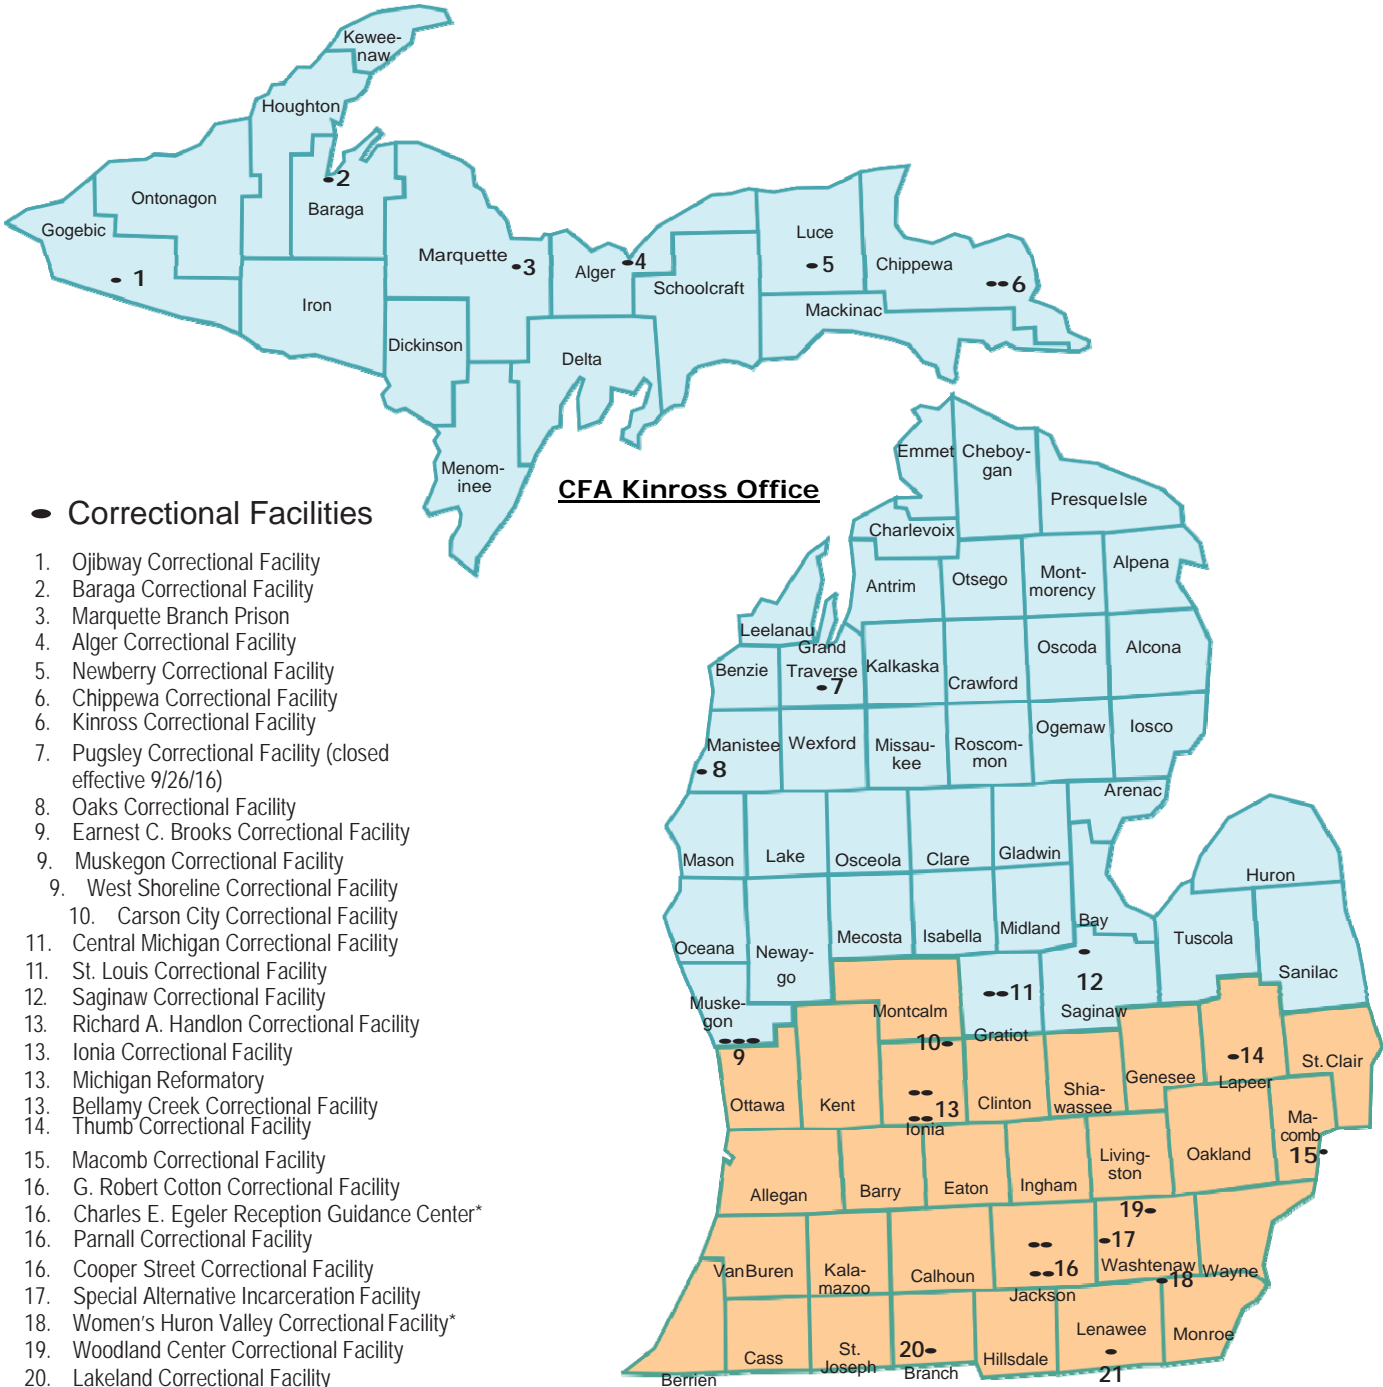 Kewee-
naw
Houghton
2
Baraga
Ontonagon
Gogebic
1
Marquette
3
Alger
4
Luce
5
Chippewa
6
Schoolcraft
Iron
Mackinac
Dickinson
Delta
Menom-
inee
CFA Kinross Office
Emmet
Cheboy-
gan
Presque Isle
Charlevoix
Antrim
Otsego
Mont-
morency
Alpena
Leelanau
Benzie
Grand
Traverse
7
Kalkaska
Crawford
Oscoda
Alcona
Manistee
8
Wexford
Missau-
kee
Roscom-
mon
Ogemaw
Iosco
Arenac
Mason
Lake
Osceola
Clare
Gladwin
Huron
Oceana
Neway-
go
Mecosta
Isabella
Midland
Bay
Tuscola
Sanilac
Muske-
gon
9
Montcalm
10
11
Gratiot
12
Saginaw
Ottawa
Kent
13
Ionia
Clinton
Shia-
wassee
Genesee
14
Lapeer
St. Clair
Allegan
Barry
Eaton
Ingham
Living-
ston
Oakland
Ma-
comb
15
VanBuren
Kala-
mazoo
Calhoun
16
Jackson
19
17
Washtenaw
18
Wayne
Berrien
Cass
St.
Joseph
20
Branch
Hillsdale
Lenawee
21
Monroe
Correctional Facilities
1. Ojibway Correctional Facility
2. Baraga Correctional Facility
3. Marquette Branch Prison
4. Alger Correctional Facility
5. Newberry Correctional Facility
6. Chippewa Correctional Facility
6. Kinross Correctional Facility
7. Pugsley Correctional Facility (closed
effective 9/26/16)
8. Oaks Correctional Facility
9. Earnest C. Brooks Correctional Facility
9. Muskegon Correctional Facility
9. West Shoreline Correctional Facility
10. Carson City Correctional Facility
11. Central Michigan Correctional Facility
11. St. Louis Correctional Facility
12. Saginaw Correctional Facility
13. Richard A. Handlon Correctional Facility
13. Ionia Correctional Facility
13. Michigan Reformatory
13. Bellamy Creek Correctional Facility
14. Thumb Correctional Facility
15. Macomb Correctional Facility
16. G. Robert Cotton Correctional Facility
16. Charles E. Egeler Reception Guidance Center*
16. Parnall Correctional Facility
16. Cooper Street Correctional Facility
17. Special Alternative Incarceration Facility
18. Women's Huron Valley Correctional Facility*
19. Woodland Center Correctional Facility
20. Lakeland Correctional Facility